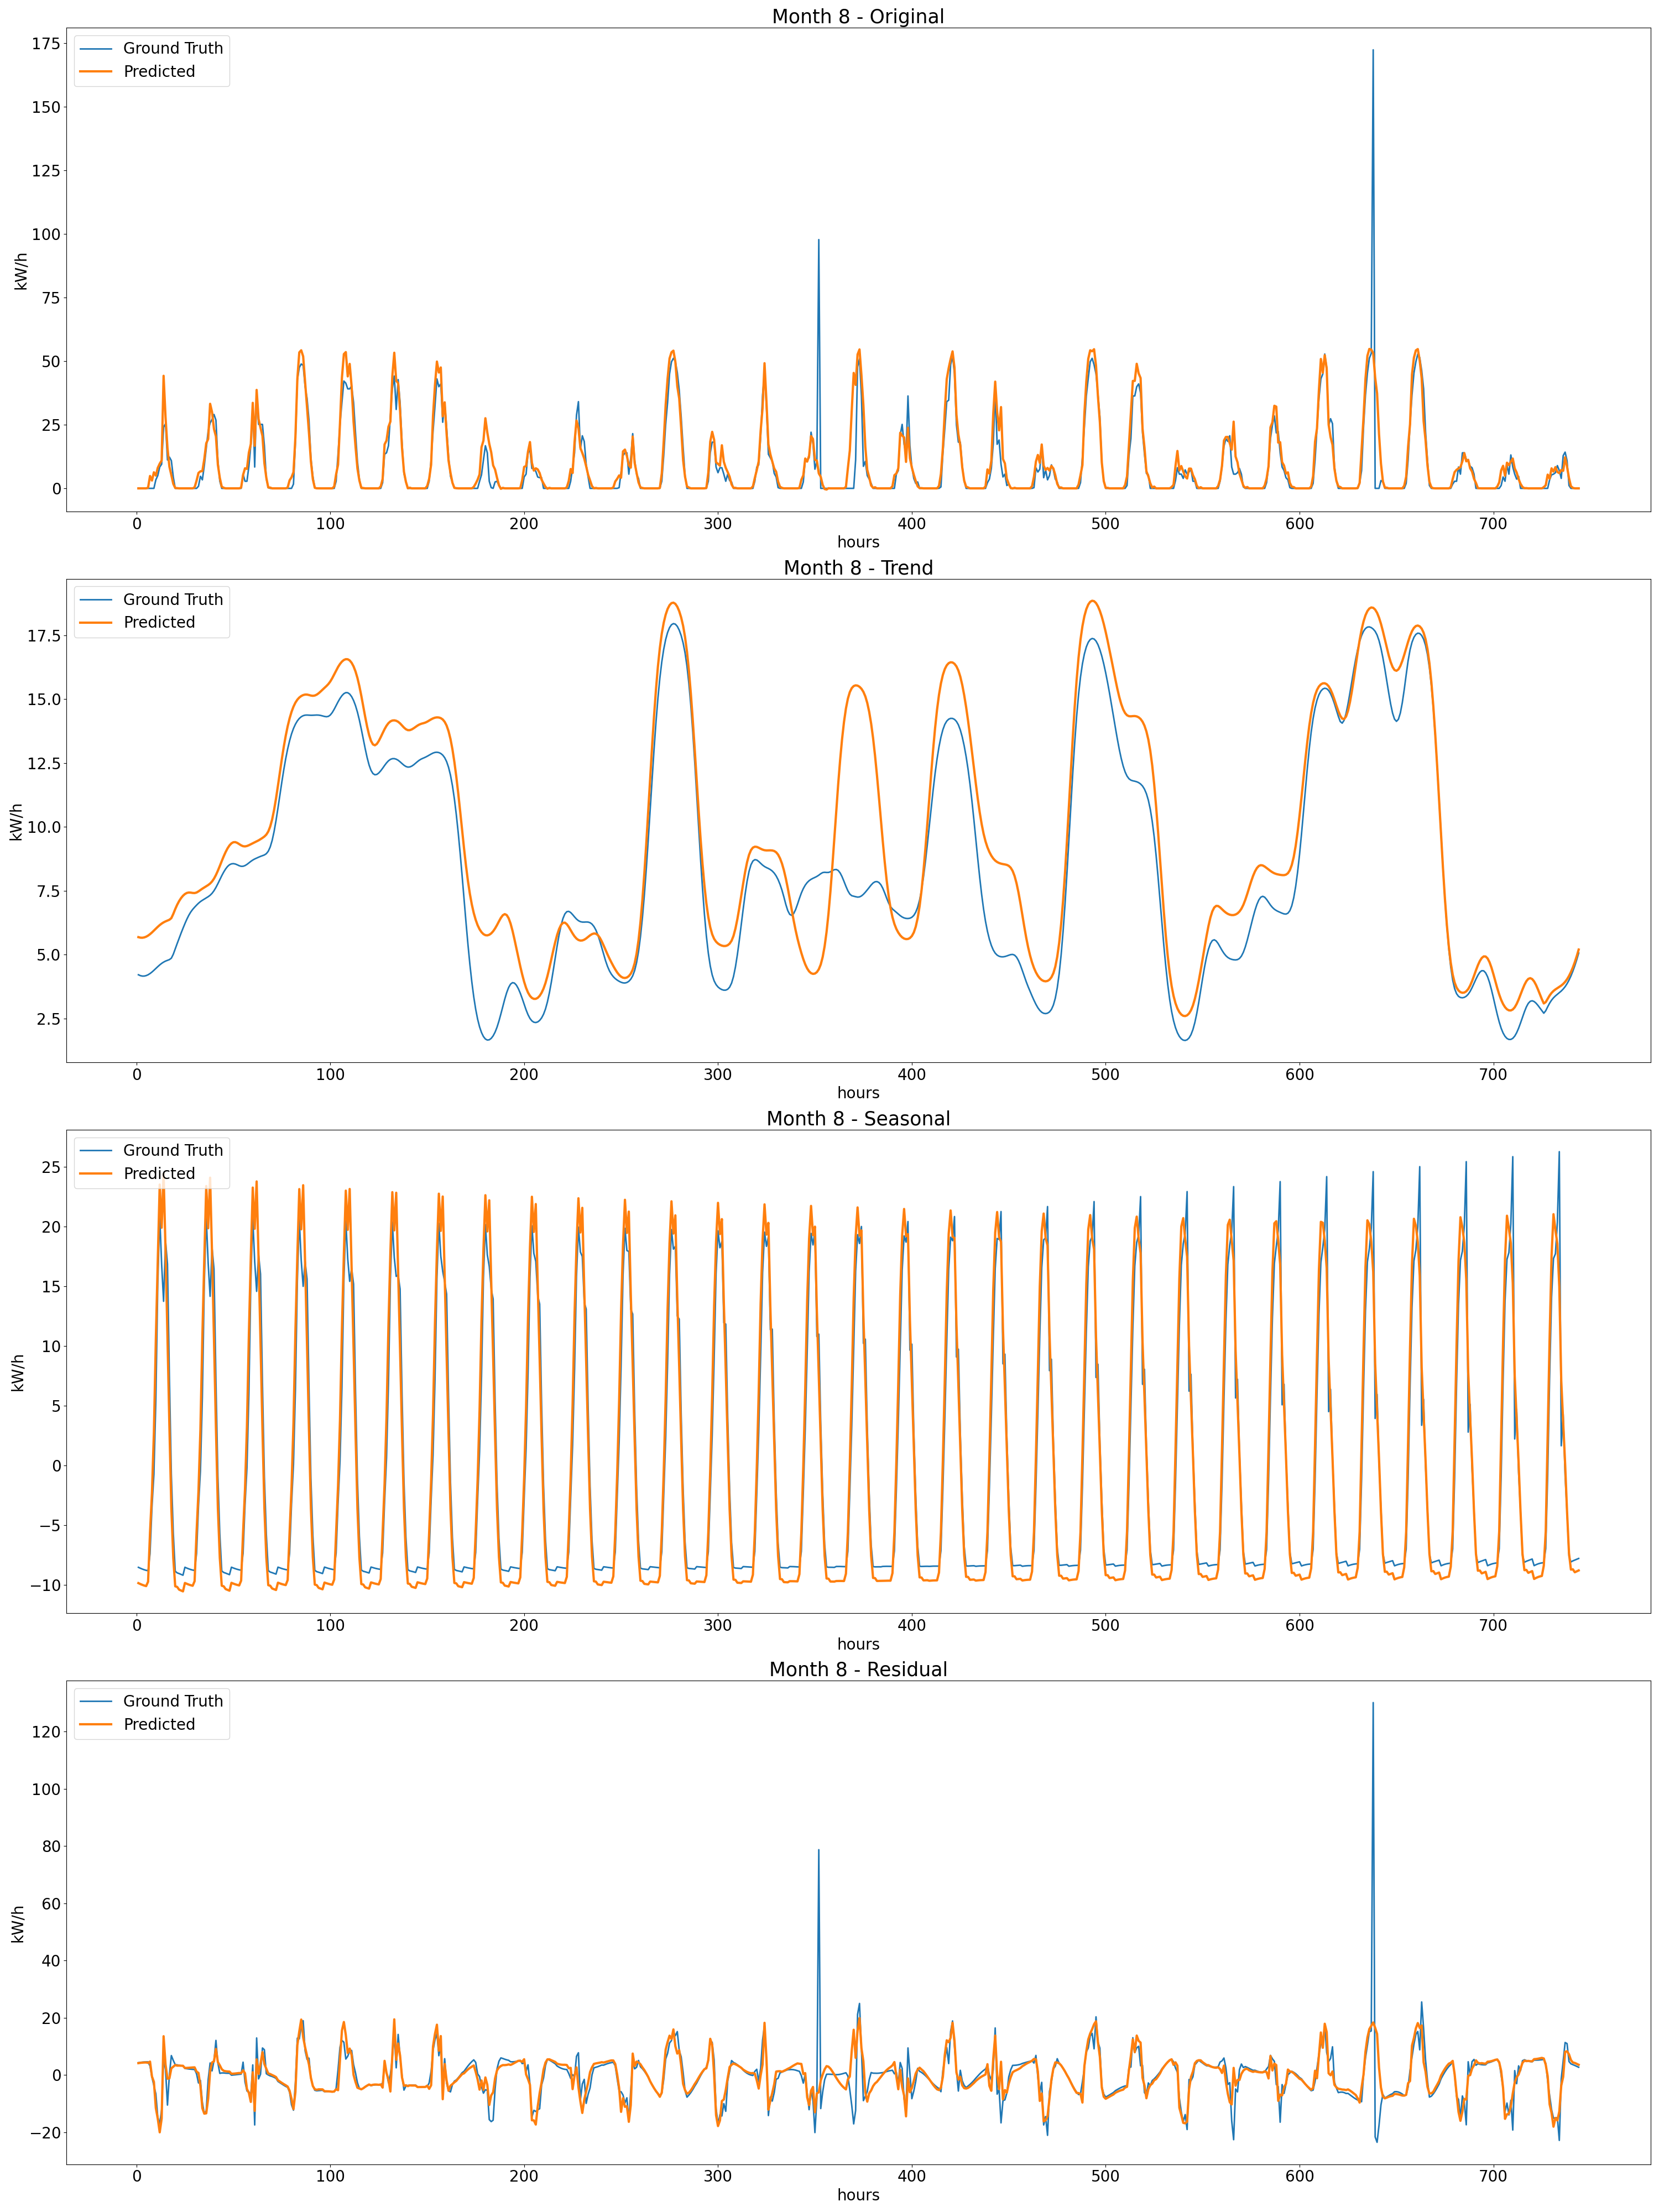 Month 8 - Original
Ground Truth
Predicted
175
150
125
100
75
50
25
0
kW/h
0 100 200 300 400 500 600 700
hours
Month 8 - Trend
Ground Truth
Predicted
17.5
15.0
12.5
10.0
7.5
5.0
2.5
kW/h
0 100 200 300 400 500 600 700
hours
Month 8 - Seasonal
Ground Truth
Predicted
25
20
15
10
5
0
−5
−10
kW/h
0 100 200 300 400 500 600 700
hours
Month 8 - Residual
Ground Truth
Predicted
120
100
80
60
40
20
0
−20
kW/h
0 100 200 300 400 500 600 700
hours